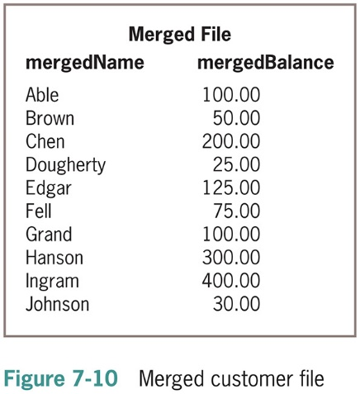 Merged File
mergedName mergedBalance
Able 100.00
Brown 50.00
Chen 200.00
Dougherty 25.00
Edgar 125.00
Fell 75.00
Grand 100.00
Hanson 300.00
Ingram 400.00
Johnson 30.00
Figure 7-10 Merged customer file